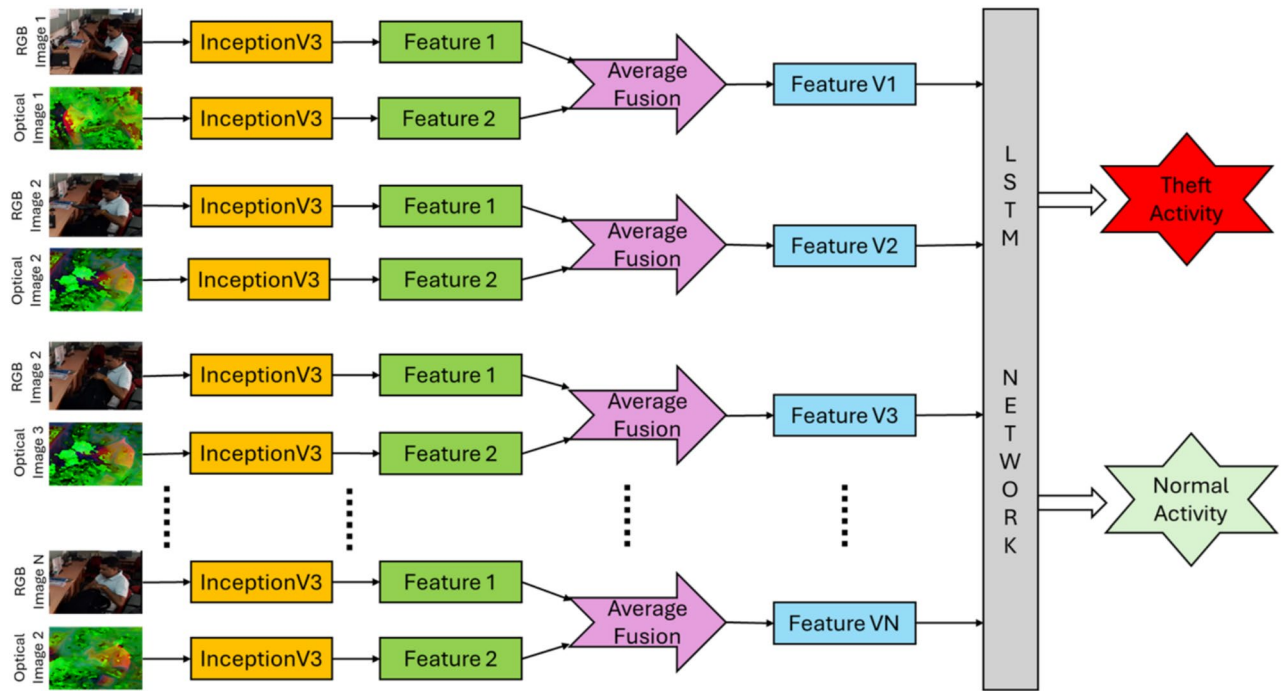 RGB
Image 1
InceptionV3
Feature 1
Optical
Image 1
InceptionV3
Feature 2
Average
Fusion
Feature V1
RGB
Image 2
InceptionV3
Feature 1
Optical
Image 2
InceptionV3
Feature 2
Average
Fusion
Feature V2
RGB
Image 2
InceptionV3
Feature 1
Optical
Image 3
InceptionV3
Feature 2
Average
Fusion
Feature V3
RGB
Image N
InceptionV3
Feature 1
Optical
Image 2
InceptionV3
Feature 2
Average
Fusion
Feature VN
LSTM
NETWORK
Theft
Activity
Normal
Activity